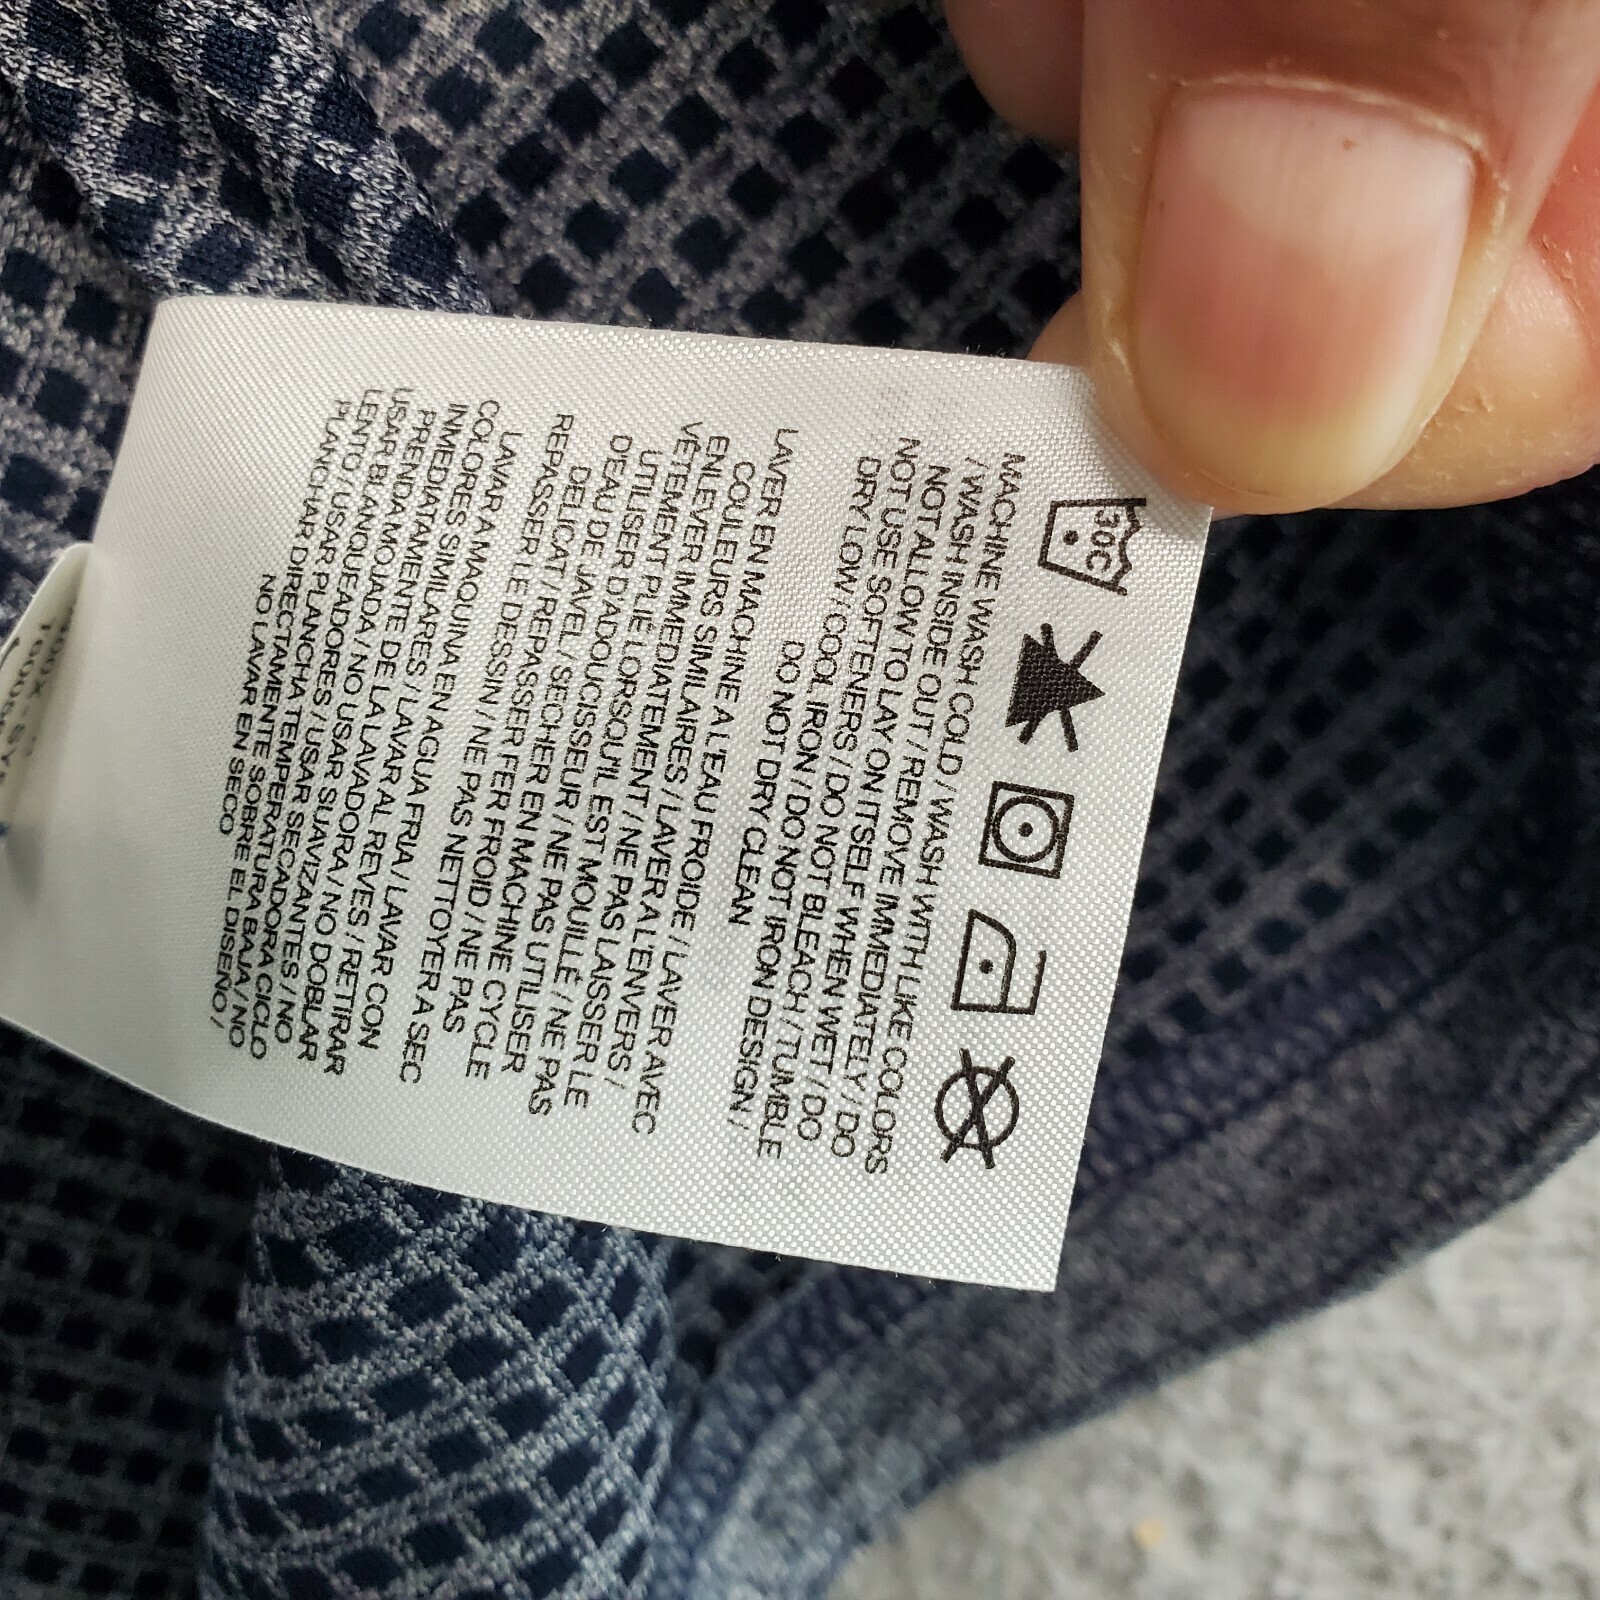 30C
MACHINE WASH COLD / WASH WITH LIKE COLORS
/ WASH INSIDE OUT / REMOVE IMMEDIATELY / DO
NOT ALLOW TO LAY ON ITSELF WHEN WET / DO
NOT USE SOFTENERS / DO NOT BLEACH / TUMBLE
DRY LOW / COOL IRON / DO NOT IRON DESIGN /
DO NOT DRY CLEAN
LAVER EN MACHINE A L'EAU FROIDE / LAVER AVEC
COULEURS SIMILAIRES / LAVER A L'ENVERS /
ENLEVER IMMEDIATEMENT / NE PAS LAISSER LE
VÊTEMENT PLIÉ LORSQU'IL EST MOUILLÉ / NE PAS
UTILISER D'ADOUCISSEUR / NE PAS UTILISER
D'EAU DE JAVEL / SECHER EN MACHINE CYCLE
DELICAT / REPASSER FER FROID / NE PAS
REPASSER LE DESSIN / NE PAS NETTOYER A SEC
LAVAR A MAQUINA EN AGUA FRIA / LAVAR CON
COLORES SIMILARES / LAVAR AL REVES / RETIRAR
INMEDIATAMENTE DE LA LAVADORA / NO DOBLAR
PRENDA MOJADA / NO USAR SUAVIZANTES / NO
USAR BLANQUEADORES / USAR SECADORA CICLO
LENTO / USAR PLANCHA TEMPERATURA BAJA / NO
PLANCHAR DIRECTAMENTE SOBRE EL DISEÑO /
NO LAVAR EN SECO